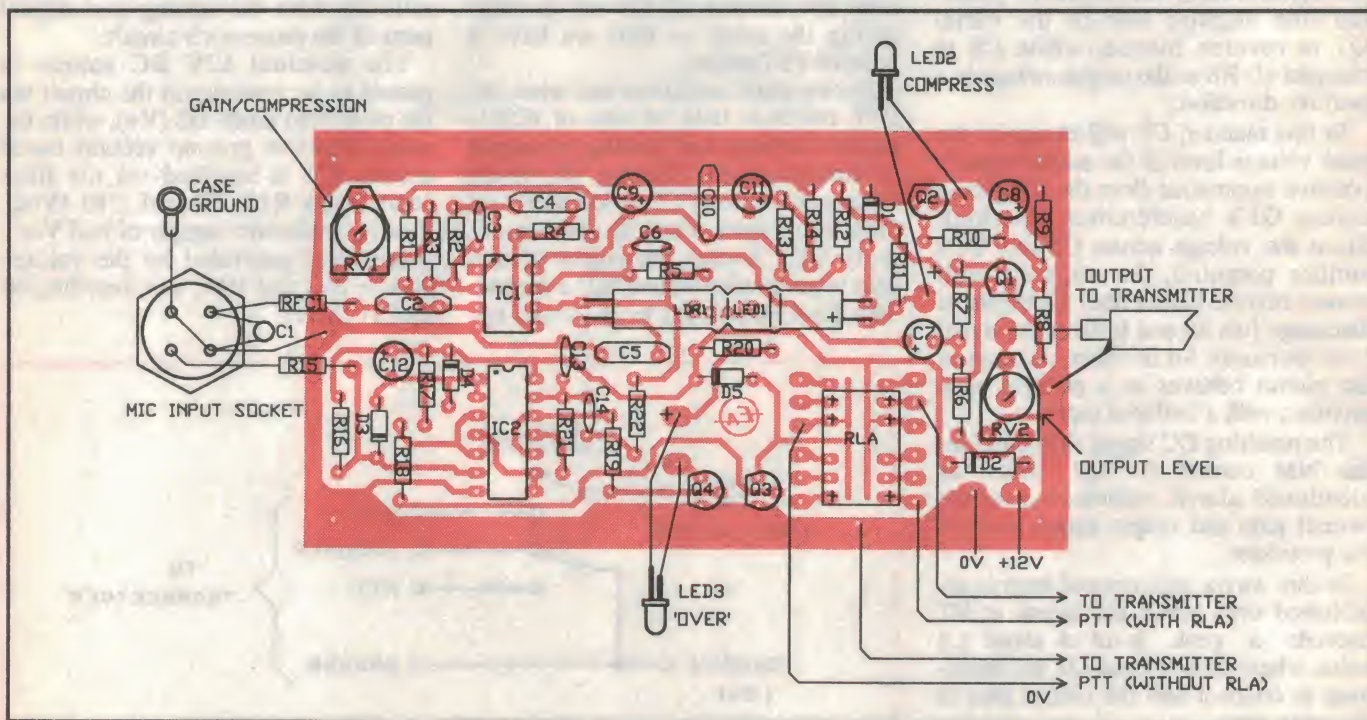 GAIN/COMPRESSION
CASE
GROUND
MIC INPUT SOCKET
RFC1
C1
R15
RV1
R1
R3
R2
C3
C4
R4
C2
IC1
C9
C6
R5
C10
C11
R13
R14
R12
D1
R11
LED2
COMPRESS
Q2
C8
R9
R10
Q1
R7
R8
OUTPUT
TO TRANSMITTER
LDR1
LED1
+
C7
R6
RV2
OUTPUT LEVEL
D2
C12
R17
D4
C13
C5
R20
D5
R16
D3
R18
IC2
R21
C14
R19
R22
+
RLA
Q4
Q3
LED3
'OVER'
0V
+12V
TO TRANSMITTER
PTT (WITH RLA)
TO TRANSMITTER
PTT (WITHOUT RLA)
0V